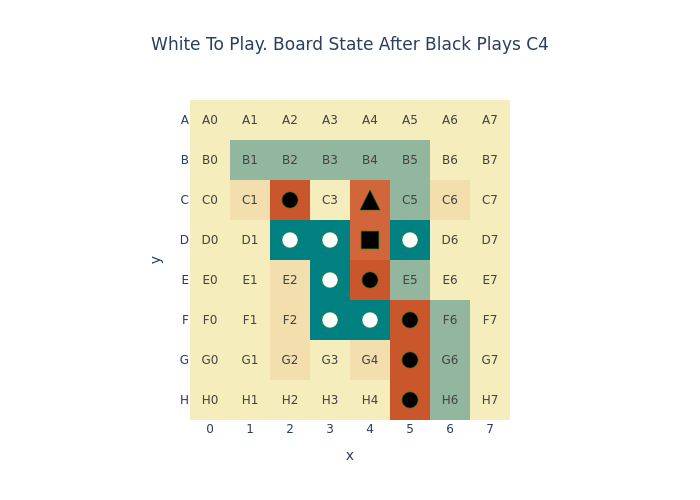 White To Play. Board State After Black Plays C4
A A0 A1 A2 A3 A4 A5 A6 A7
B B0 B1 B2 B3 B4 B5 B6 B7
C C0 C1 C3 C5 C6 C7
D D0 D1 D6 D7
E E0 E1 E2 E5 E6 E7
F F0 F1 F2 F6 F7
G G0 G1 G2 G3 G4 G6 G7
H H0 H1 H2 H3 H4 H6 H7
0 1 2 3 4 5 6 7
x
y